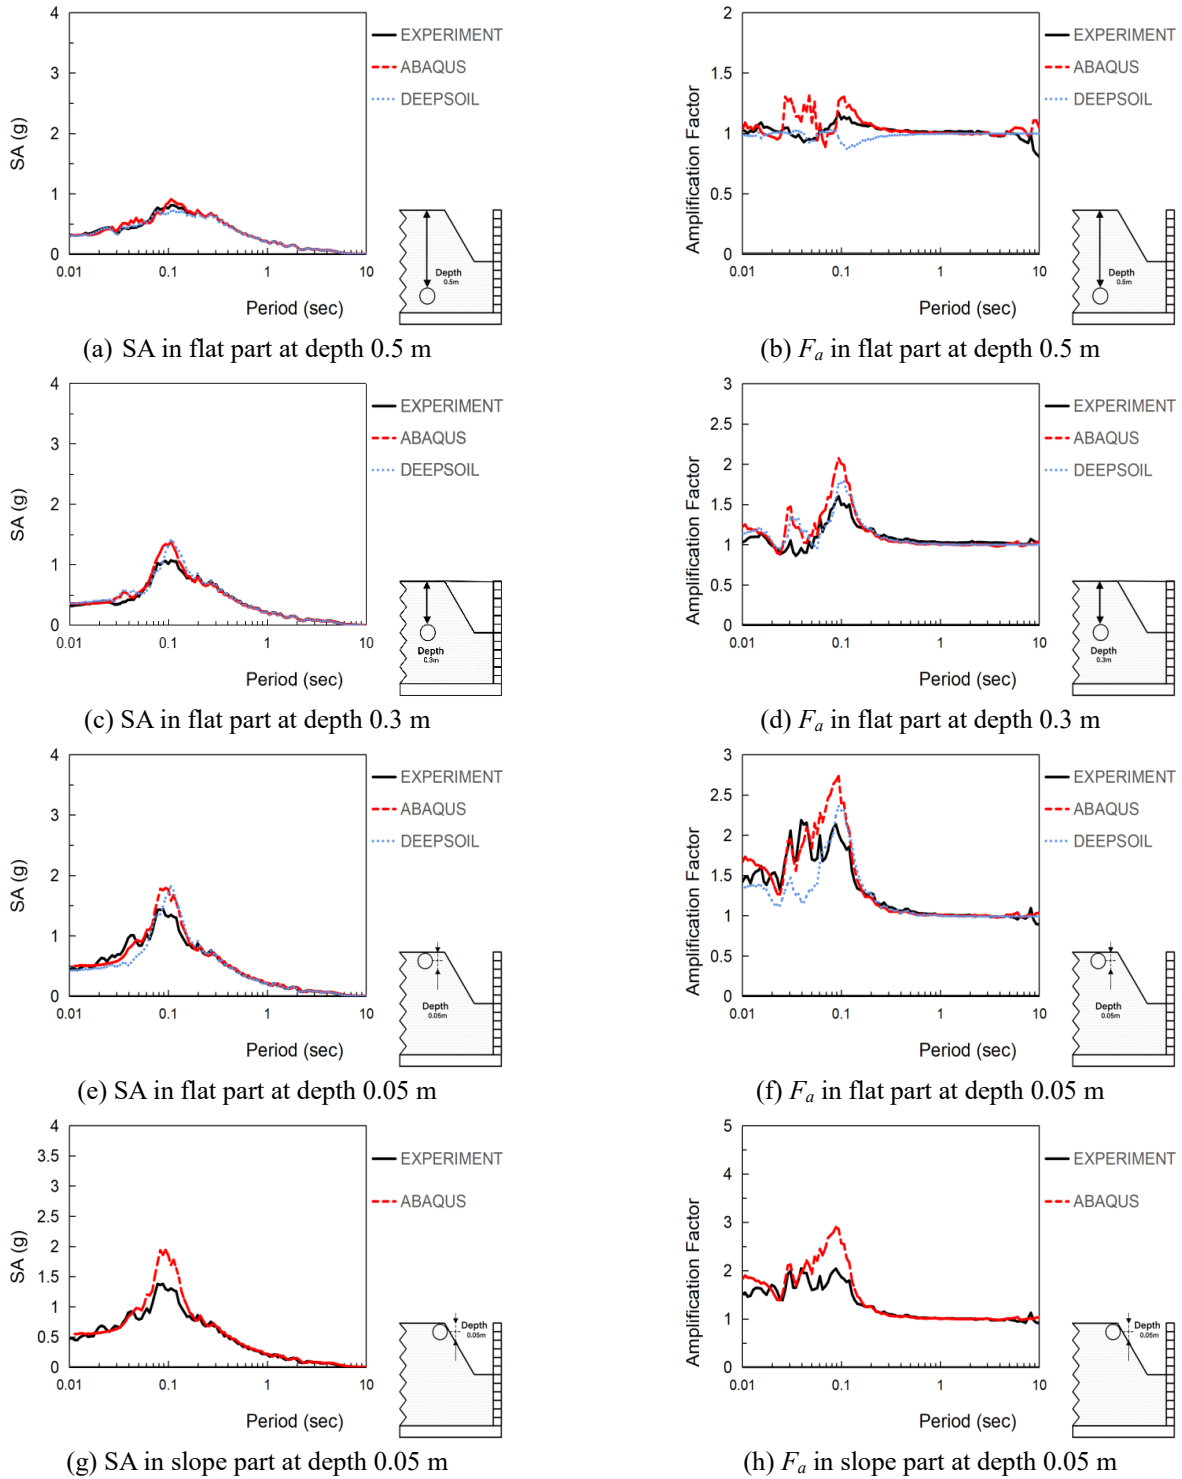 4
3
2
1
0
SA (g)
0.01 0.1 1 10
Period (sec)
EXPERIMENT
ABAQUS
DEEPSOIL
Depth
0.5m
2
1.5
1
0.5
0
Amplification Factor
0.01 0.1 1 10
Period (sec)
EXPERIMENT
ABAQUS
DEEPSOIL
Depth
0.5m
(a) SA in flat part at depth 0.5 m
(b) Fa in flat part at depth 0.5 m
4
3
2
1
0
SA (g)
0.01 0.1 1 10
Period (sec)
EXPERIMENT
ABAQUS
DEEPSOIL
Depth
0.3m
3
2.5
2
1.5
1
0.5
0
Amplification Factor
0.01 0.1 1 10
Period (sec)
EXPERIMENT
ABAQUS
DEEPSOIL
Depth
0.3m
(c) SA in flat part at depth 0.3 m
(d) Fa in flat part at depth 0.3 m
4
3
2
1
0
SA (g)
0.01 0.1 1 10
Period (sec)
EXPERIMENT
ABAQUS
DEEPSOIL
Depth
0.05m
3
2.5
2
1.5
1
0.5
0
Amplification Factor
0.01 0.1 1 10
Period (sec)
EXPERIMENT
ABAQUS
DEEPSOIL
Depth
0.05m
(e) SA in flat part at depth 0.05 m
(f) Fa in flat part at depth 0.05 m
4
3.5
3
2.5
2
1.5
1
0.5
0
SA (g)
0.01 0.1 1 10
Period (sec)
EXPERIMENT
ABAQUS
Depth
0.05m
5
4
3
2
1
0
Amplification Factor
0.01 0.1 1 10
Period (sec)
EXPERIMENT
ABAQUS
Depth
0.05m
(g) SA in slope part at depth 0.05 m
(h) Fa in slope part at depth 0.05 m